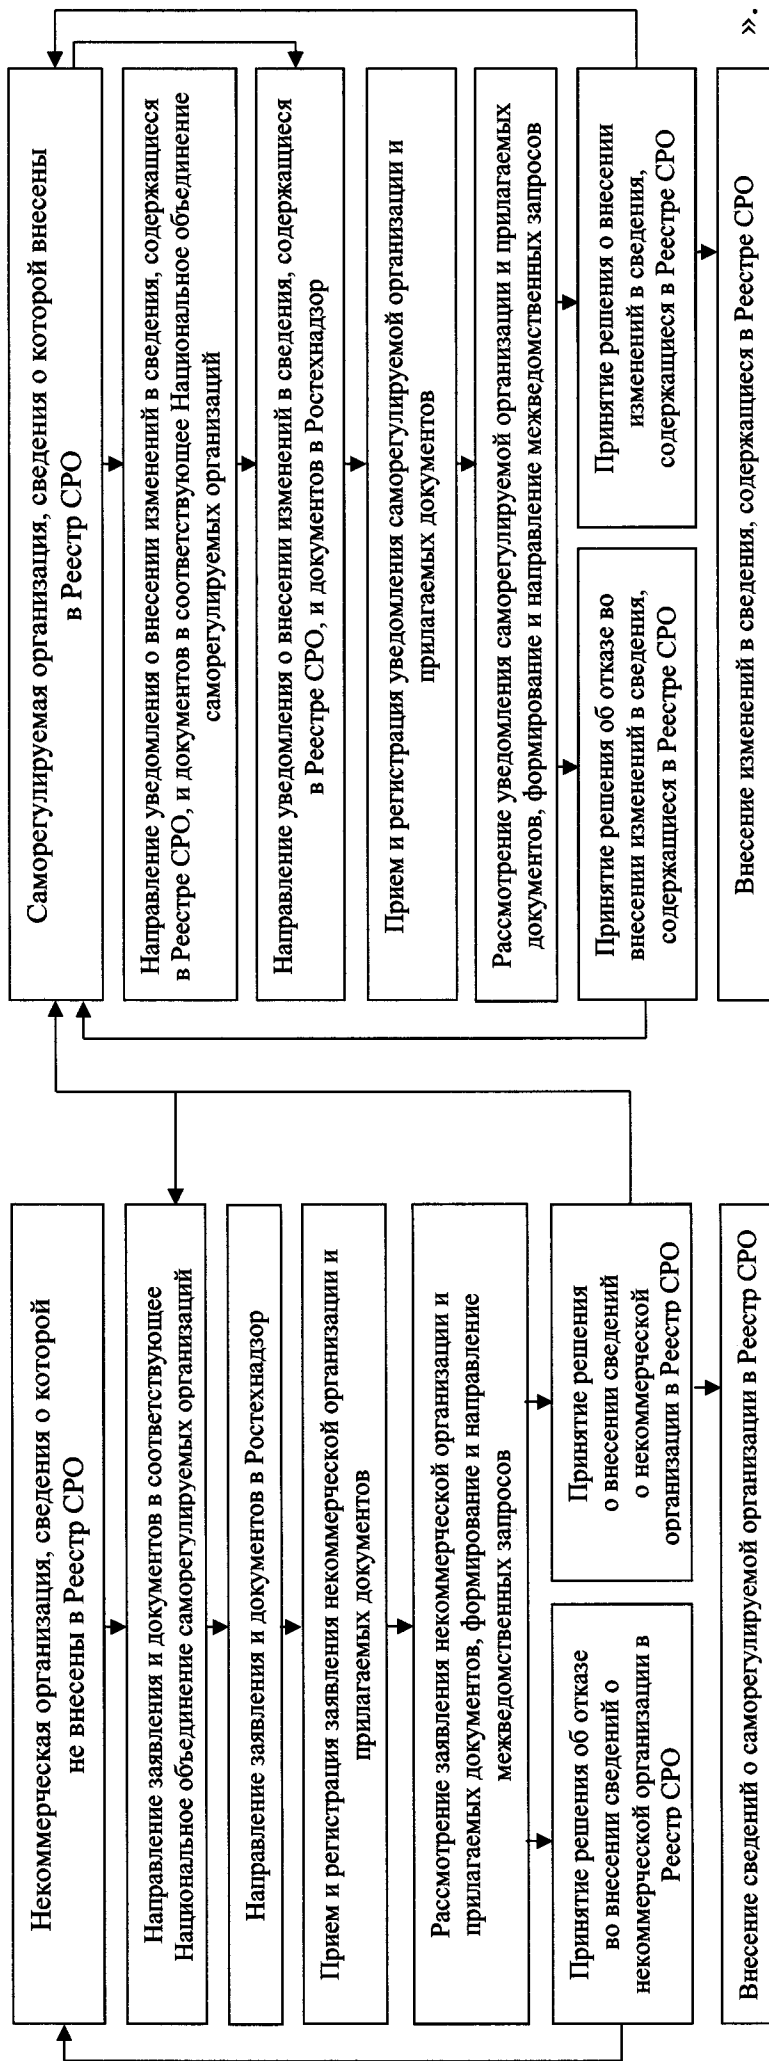 Некоммерческая организация, сведения о которой
не внесены в Реестр СРО
Направление заявления и документов в соответствующее
Национальное объединение саморегулируемых организаций
Направление заявления и документов в Ростехнадзор
Прием и регистрация заявления некоммерческой организации и
прилагаемых документов
Рассмотрение заявления некоммерческой организации и
прилагаемых документов, формирование и направление
межведомственных запросов
Принятие решения об отказе
во внесении сведений о
некоммерческой организации в
Реестр СРО
Принятие решения
о внесении сведений
о некоммерческой
организации в Реестр СРО
Внесение сведений о саморегулируемой организации в Реестр СРО
Саморегулируемая организация, сведения о которой внесены
в Реестр СРО
Направление уведомления о внесении изменений в сведения, содержащиеся
в Реестре СРО, и документов в соответствующее Национальное объединение
саморегулируемых организаций
Направление уведомления о внесении изменений в сведения, содержащиеся
в Реестре СРО, и документов в Ростехнадзор
Прием и регистрация уведомления саморегулируемой организации и
прилагаемых документов
Рассмотрение уведомления саморегулируемой организации и прилагаемых
документов, формирование и направление межведомственных запросов
Принятие решения об отказе во
внесении изменений в сведения,
содержащиеся в Реестре СРО
Принятие решения о внесении
изменений в сведения,
содержащиеся в Реестре СРО
Внесение изменений в сведения, содержащиеся в Реестре СРО
».